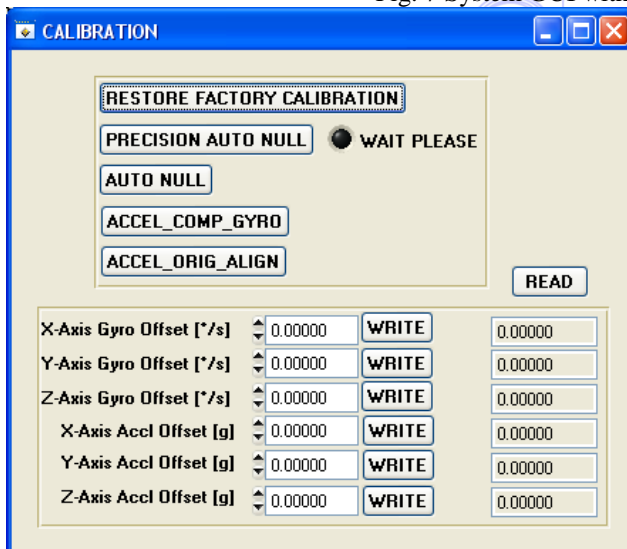 CALIBRATION
RESTORE FACTORY CALIBRATION
PRECISION AUTO NULL WAIT PLEASE
AUTO NULL
ACCEL_COMP_GYRO
ACCEL_ORIG_ALIGN
READ
X-Axis Gyro Offset [°/s] 0.00000 WRITE 0.00000
Y-Axis Gyro Offset [°/s] 0.00000 WRITE 0.00000
Z-Axis Gyro Offset [°/s] 0.00000 WRITE 0.00000
X-Axis Accl Offset [g] 0.00000 WRITE 0.00000
Y-Axis Accl Offset [g] 0.00000 WRITE 0.00000
Z-Axis Accl Offset [g] 0.00000 WRITE 0.00000